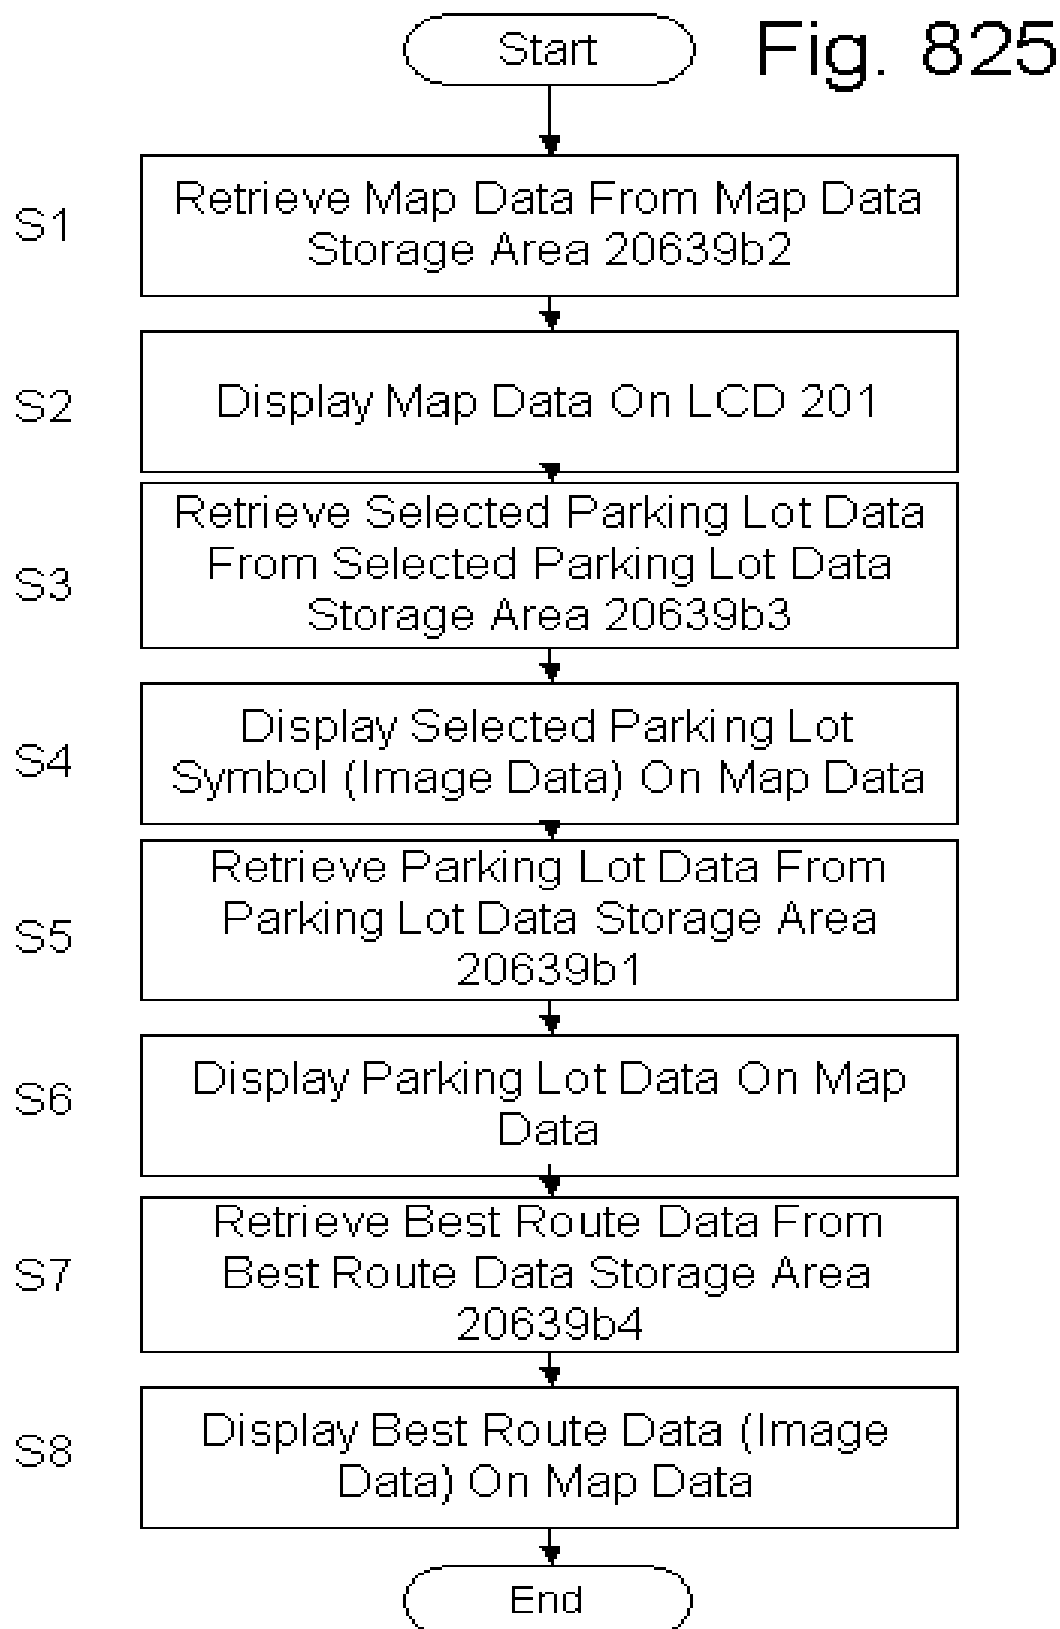 Start
Fig. 825
S1
Retrieve Map Data From Map Data
Storage Area 20639b2
S2
Display Map Data On LCD 201
S3
Retrieve Selected Parking Lot Data
From Selected Parking Lot Data
Storage Area 20639b3
S4
Display Selected Parking Lot
Symbol (Image Data) On Map Data
S5
Retrieve Parking Lot Data From
Parking Lot Data Storage Area
20639b1
S6
Display Parking Lot Data On Map
Data
S7
Retrieve Best Route Data From
Best Route Data Storage Area
20639b4
S8
Display Best Route Data (Image
Data) On Map Data
End